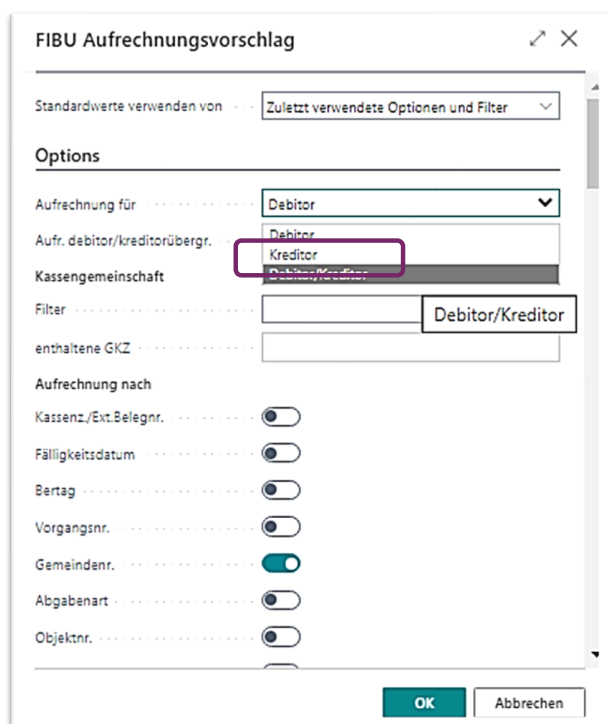 FIBU Aufrechnungsvorschlag
Standardwerte verwenden von Zuletzt verwendete Optionen und Filter
Options
Aufrechnung für Debitor
Debitor
Aufr. debitor/kreditorübergr.
Kreditor
Kassengemeinschaft Debitor/Kreditor
Filter
Debitor/Kreditor
enthaltene GKZ
Aufrechnung nach
Kassenz./Ext.Belegnr.
Fälligkeitsdatum
Bertag
Vorgangsnr.
Gemeindenr.
Abgabenart
Objektnr.
OK Abbrechen